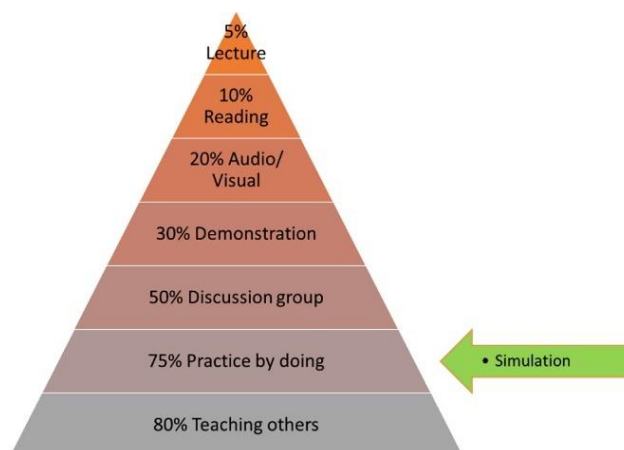 5%
Lecture
10%
Reading
20% Audio/
Visual
30% Demonstration
50% Discussion group
75% Practice by doing
• Simulation
80% Teaching others